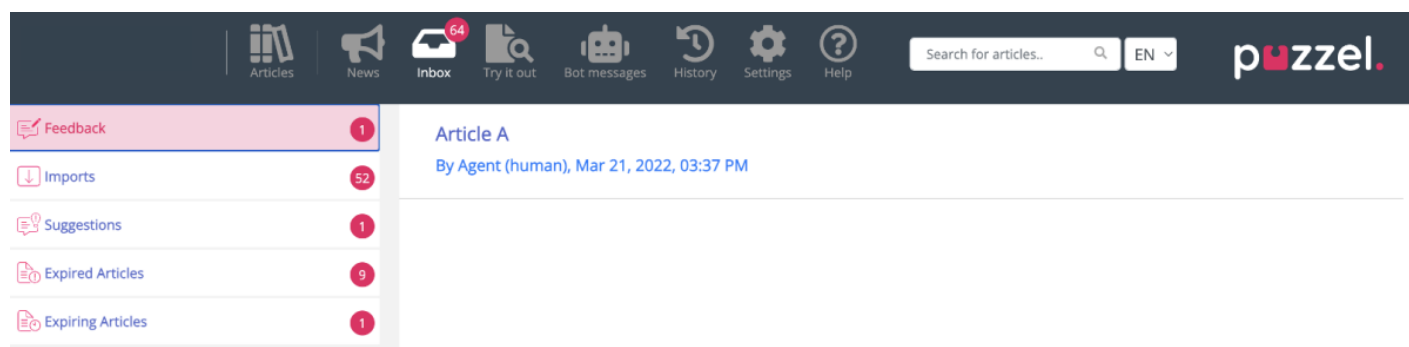 64
Articles
News
Inbox
Try it out
Bot messages
History
Settings
Help
Search for articles..
EN
puzzel.
Feedback 1
Imports 52
Suggestions 1
Expired Articles 9
Expiring Articles 1
Article A
By Agent (human), Mar 21, 2022, 03:37 PM